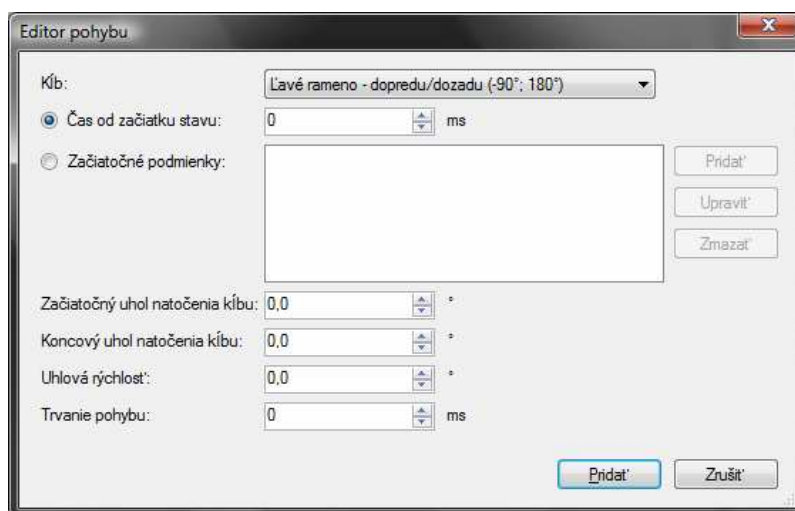 Editor pohybu
Kĺb: Ľavé rameno - dopredu/dozadu (-90°; 180°)
Čas od začiatku stavu: 0 ms
Začiatočné podmienky: Pridať
Upraviť
Zmazať
Začiatočný uhol natočenia kĺbu: 0,0 °
Koncový uhol natočenia kĺbu: 0,0 °
Uhlová rýchlosť: 0,0 °
Trvanie pohybu: 0 ms
Pridať Zrušiť